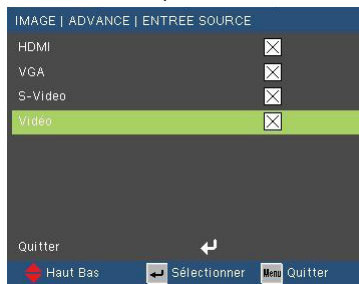 IMAGE | ADVANCE | ENTREE SOURCE
HDMI
VGA
S-Video
Vidéo
Quitter
Haut Bas Sélectionner Menu Quitter